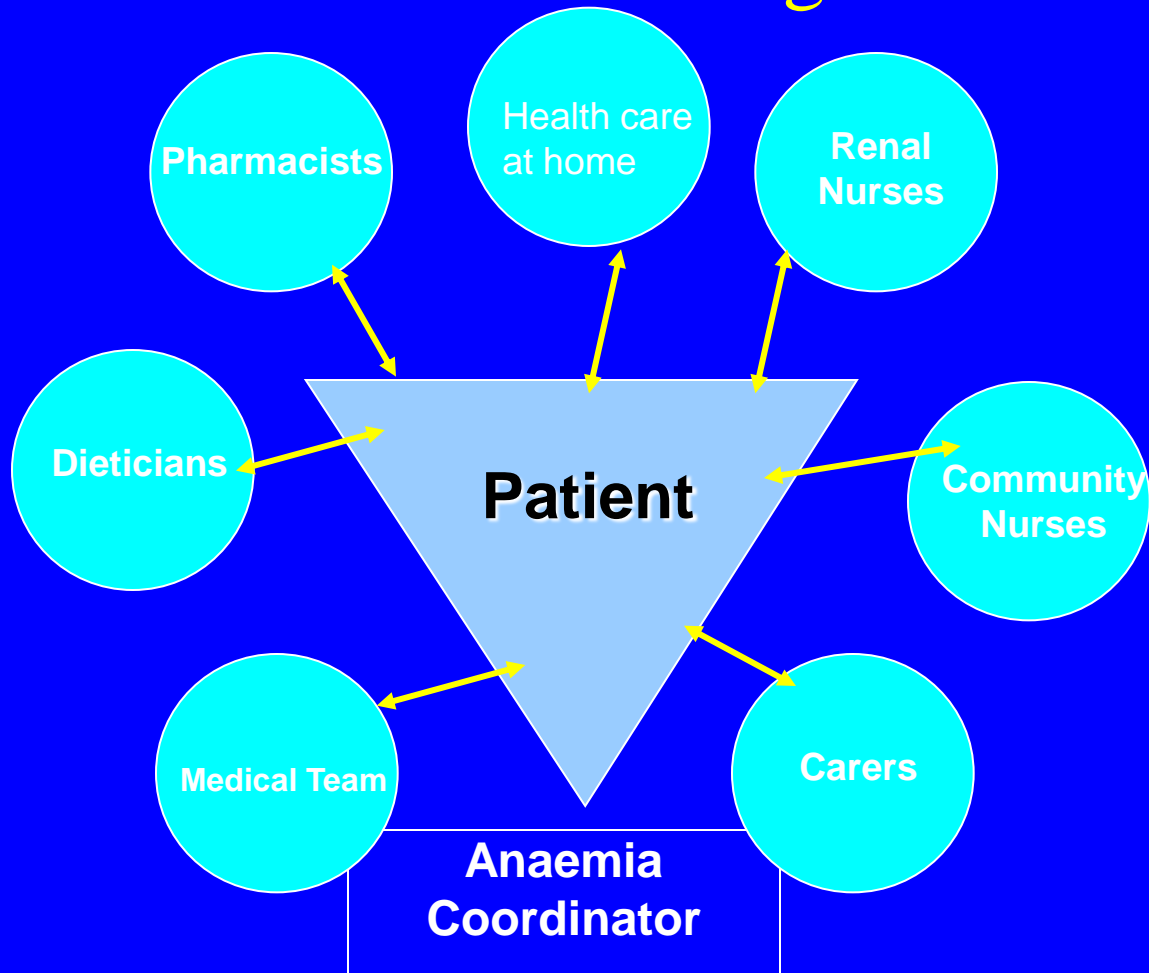 Pharmacists
Health care
at home
Renal
Nurses
Dieticians
Patient
Community
Nurses
Medical Team
Carers
Anaemia
Coordinator